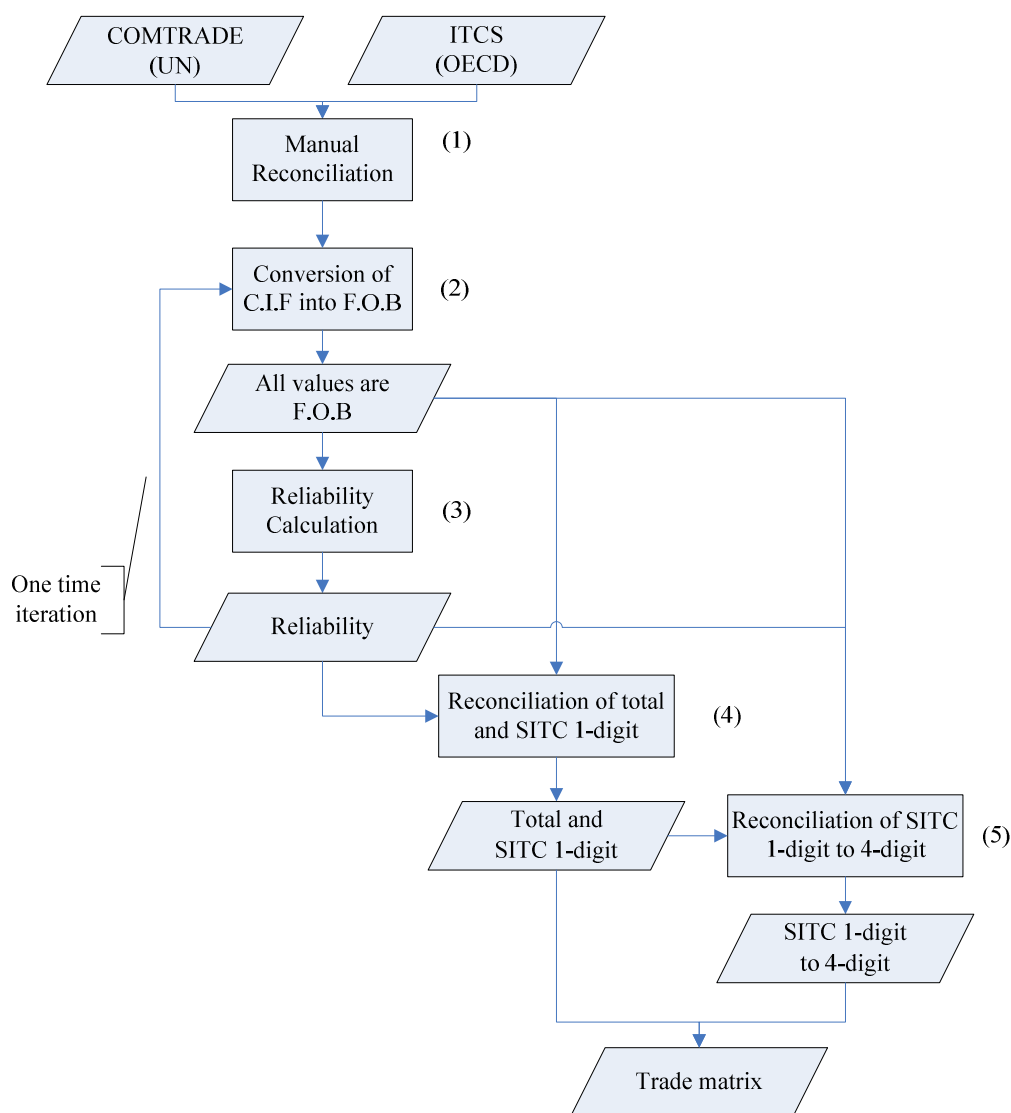 COMTRADE
(UN)
ITCS
(OECD)
Manual
Reconciliation
(1)
Conversion of
C.I.F into F.O.B
(2)
All values are
F.O.B
Reliability
Calculation
(3)
One time
iteration
Reliability
Reconciliation of total
and SITC 1-digit
(4)
Total and
SITC 1-digit
Reconciliation of SITC
1-digit to 4-digit
(5)
SITC 1-digit
to 4-digit
Trade matrix